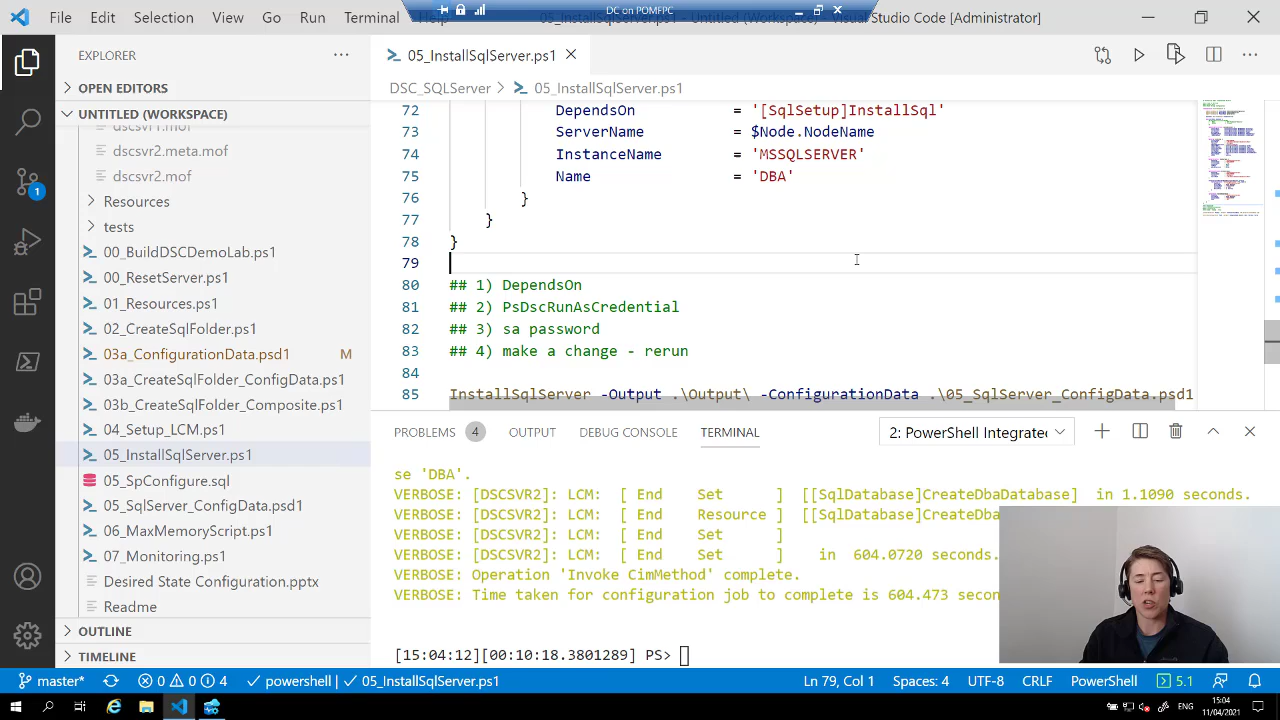 DC on POMFPC
File Edit Selection View Go Run Terminal Help 05_InstallSqlServer.ps1 - Untitled (Workspace) - Visual Studio Code [Administrator]
EXPLORER
OPEN EDITORS
UNTITLED (WORKSPACE)
dscsvr1.mof
dscsvr2.meta.mof
dscsvr2.mof
Resources
tests
00_BuildDSCDemoLab.ps1
00_ResetServer.ps1
01_Resources.ps1
02_CreateSqlFolder.ps1
03a_ConfigurationData.psd1 M
03a_CreateSqlFolder_ConfigData.ps1
03b_CreateSqlFolder_Composite.ps1
04_Setup_LCM.ps1
05_InstallSqlServer.ps1
05_SpConfigure.sql
05_SqlServer_ConfigData.psd1
06_MaxMemoryScript.ps1
07_Monitoring.ps1
Desired State Configuration.pptx
Readme
OUTLINE
TIMELINE
1
05_InstallSqlServer.ps1
DSC_SQLServer > 05_InstallSqlServer.ps1
72 DependsOn = '[SqlSetup]InstallSql'
73 ServerName = $Node.NodeName
74 InstanceName = 'MSSQLSERVER'
75 Name = 'DBA'
76 }
77 }
78 }
79
80 ## 1) DependsOn
81 ## 2) PsDscRunAsCredential
82 ## 3) sa password
83 ## 4) make a change - rerun
84
85 InstallSqlServer -Output .\Output\ -ConfigurationData .\05_SqlServer_ConfigData.psd1
PROBLEMS 4 OUTPUT DEBUG CONSOLE TERMINAL 2: PowerShell Integrate
se 'DBA'.
VERBOSE: [DSCSVR2]: LCM: [ End Set ] [[SqlDatabase]CreateDbaDatabase] in 1.1090 seconds.
VERBOSE: [DSCSVR2]: LCM: [ End Resource ] [[SqlDatabase]CreateDba
VERBOSE: [DSCSVR2]: LCM: [ End Set ]
VERBOSE: [DSCSVR2]: LCM: [ End Set ] in 604.0720 seconds.
VERBOSE: Operation 'Invoke CimMethod' complete.
VERBOSE: Time taken for configuration job to complete is 604.473 secon
[15:04:12][00:10:18.3801289] PS>
master* 0 0 4 powershell | 05_InstallSqlServer.ps1 Ln 79, Col 1 Spaces: 4 UTF-8 CRLF PowerShell 5.1
ENG 15:04
11/04/2021